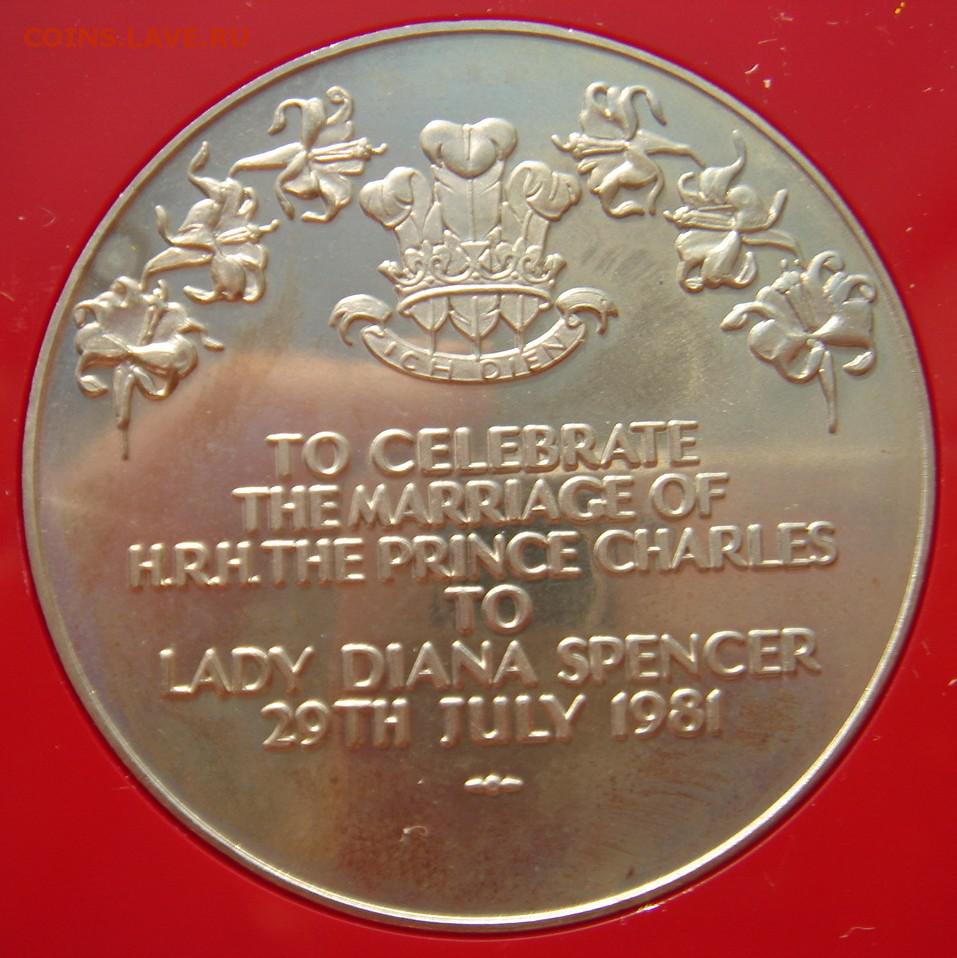 COINS.LAVE.RU
ICH DIEN
TO CELEBRATE
THE MARRIAGE OF
H.R.H. THE PRINCE CHARLES
TO
LADY DIANA SPENCER
29TH JULY 1981